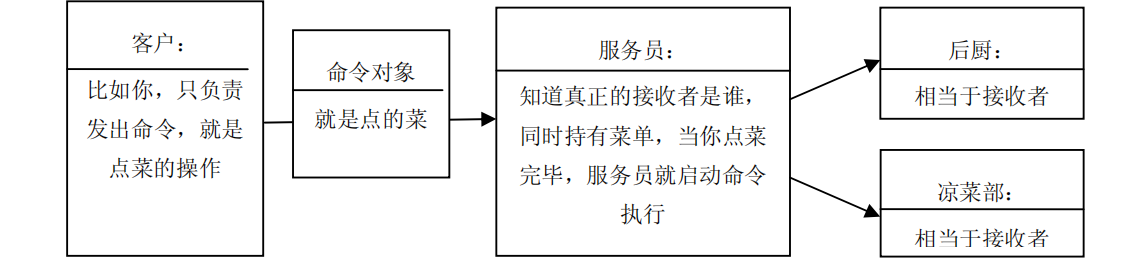 客户：
比如你，只负责
发出命令，就是
点菜的操作
命令对象
就是点的菜
服务员：
知道真正的接收者是谁，
同时持有菜单，当你点菜
完毕，服务员就启动命令
执行
后厨：
相当于接收者
凉菜部：
相当于接收者